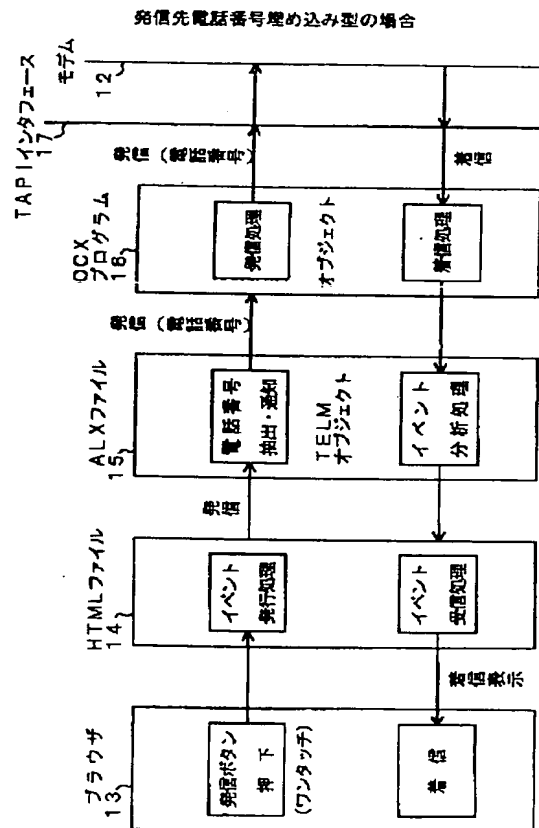 発信先電話番号埋め込み型の場合
ブラウザ
13
発信ボタン
押下
(ワンタッチ)
着信
着信
HTMLファイル
14
イベント
発行処理
イベント
受信処理
着信表示
発信
ALXファイル
15
電話番号
抽出・通知
TELM
オブジェクト
イベント
分析処理
発信(電話番号)
OCX
プログラム
16
発信処理
オブジェクト
着信処理
発信(電話番号)
着信
TAPIインタフェース
17
モデム
12